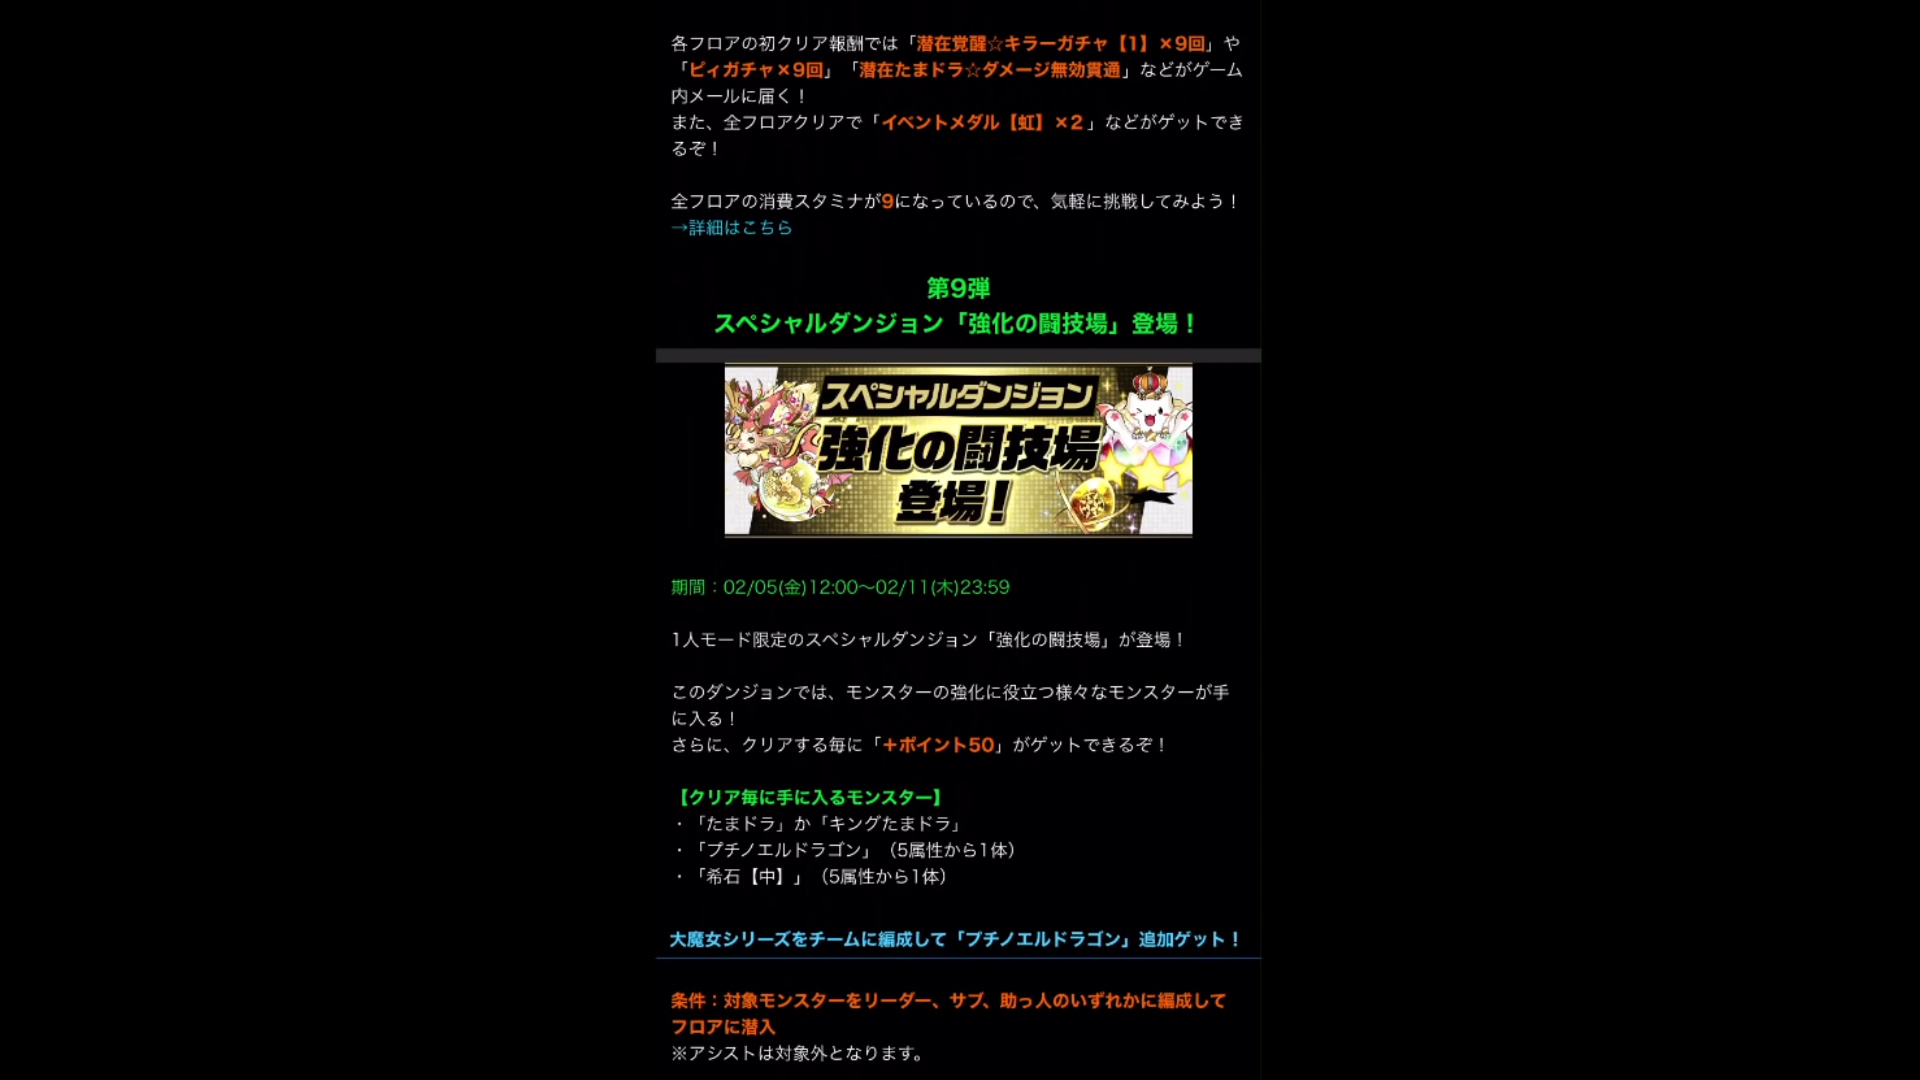 各フロアの初クリア報酬では「潜在覚醒☆キラーガチャ【1】×9回」や
「ピィガチャ×9回」「潜在たまドラ☆ダメージ無効貫通」などがゲーム
内メールに届く！
また、全フロアクリアで「イベントメダル【虹】×2」などがゲットでき
るぞ！
全フロアの消費スタミナが9になっているので、気軽に挑戦してみよう！
→詳細はこちら
第9弾
スペシャルダンジョン「強化の闘技場」登場！
スペシャルダンジョン
強化の闘技場
登場！
期間：02/05(金)12:00〜02/11(木)23:59
1人モード限定のスペシャルダンジョン「強化の闘技場」が登場！
このダンジョンでは、モンスターの強化に役立つ様々なモンスターが手
に入る！
さらに、クリアする毎に「＋ポイント50」がゲットできるぞ！
【クリア毎に手に入るモンスター】
・「たまドラ」か「キングたまドラ」
・「プチノエルドラゴン」（5属性から1体）
・「希石【中】」（5属性から1体）
大魔女シリーズをチームに編成して「プチノエルドラゴン」追加ゲット！
条件：対象モンスターをリーダー、サブ、助っ人のいずれかに編成して
フロアに潜入
※アシストは対象外となります。